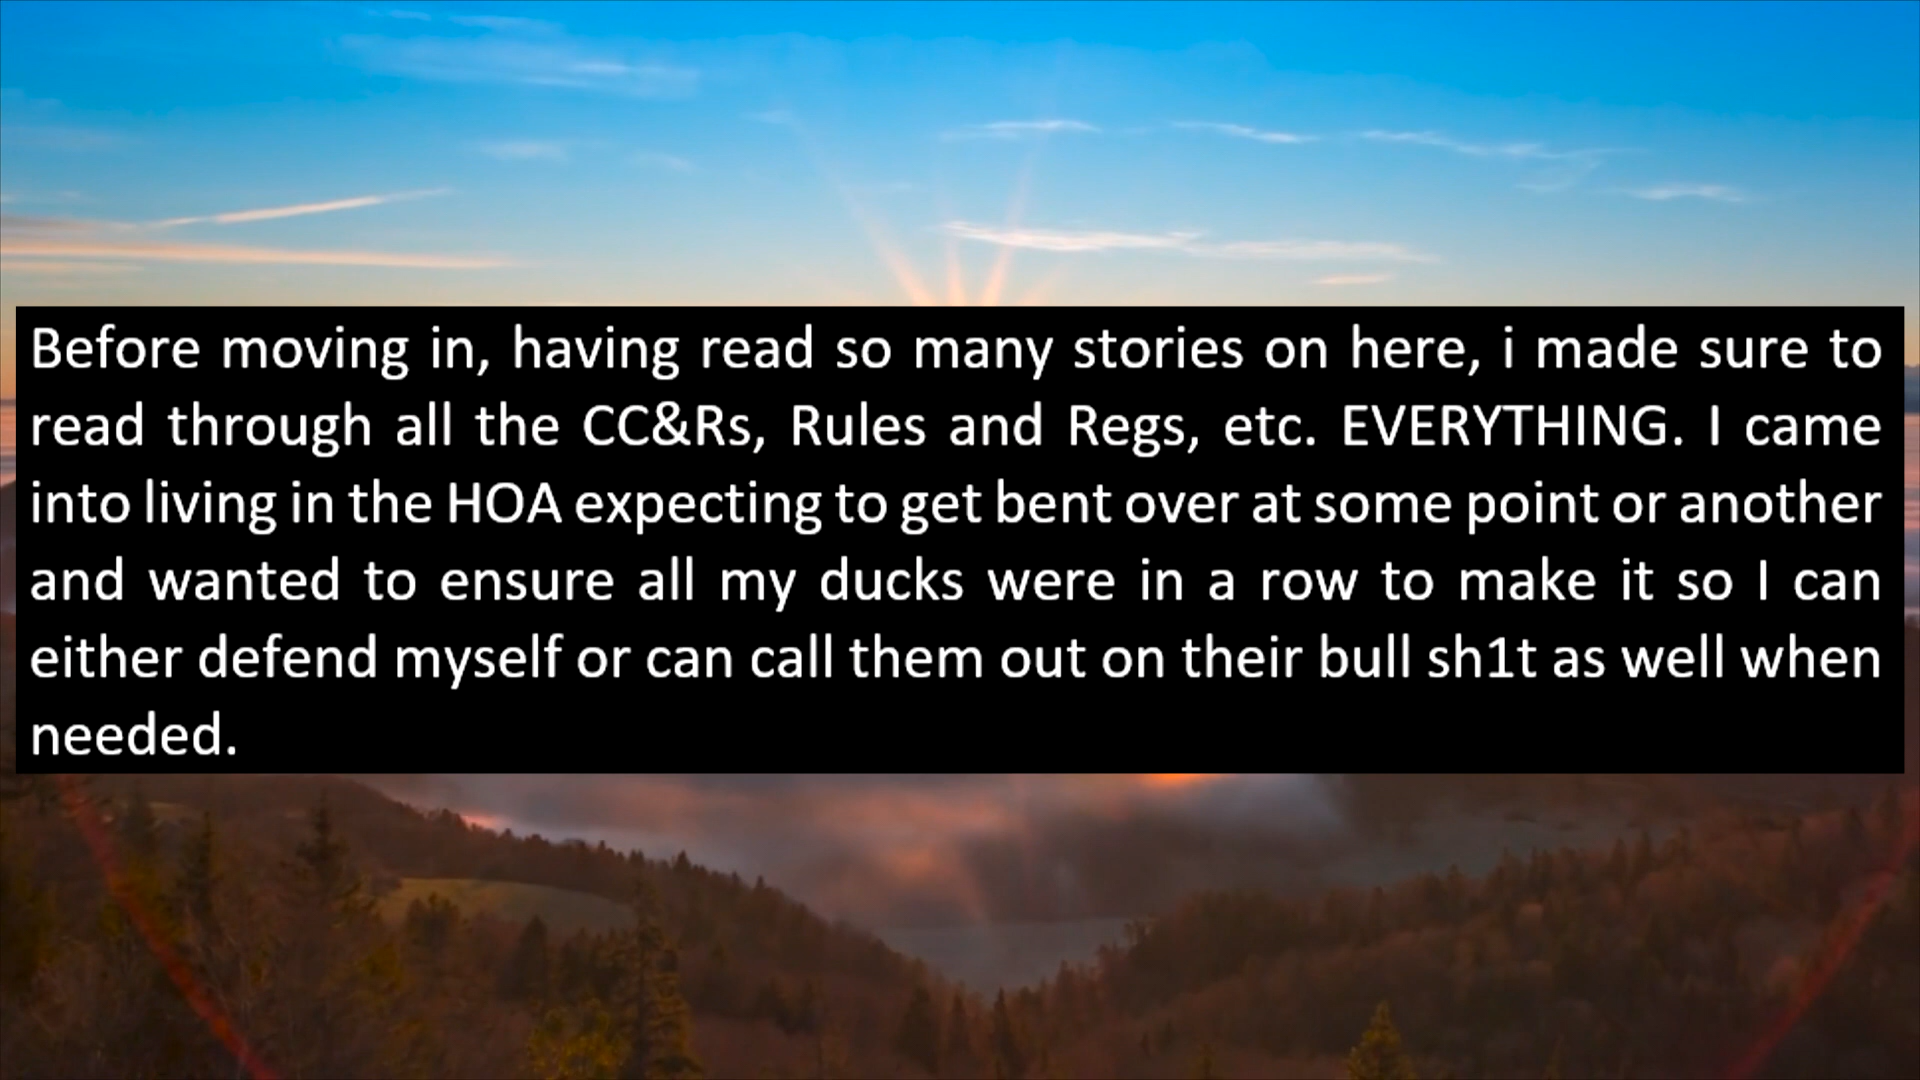 Before moving in, having read so many stories on here, i made sure to
read through all the CC&Rs, Rules and Regs, etc. EVERYTHING. I came
into living in the HOA expecting to get bent over at some point or another
and wanted to ensure all my ducks were in a row to make it so I can
either defend myself or can call them out on their bull sh1t as well when
needed.